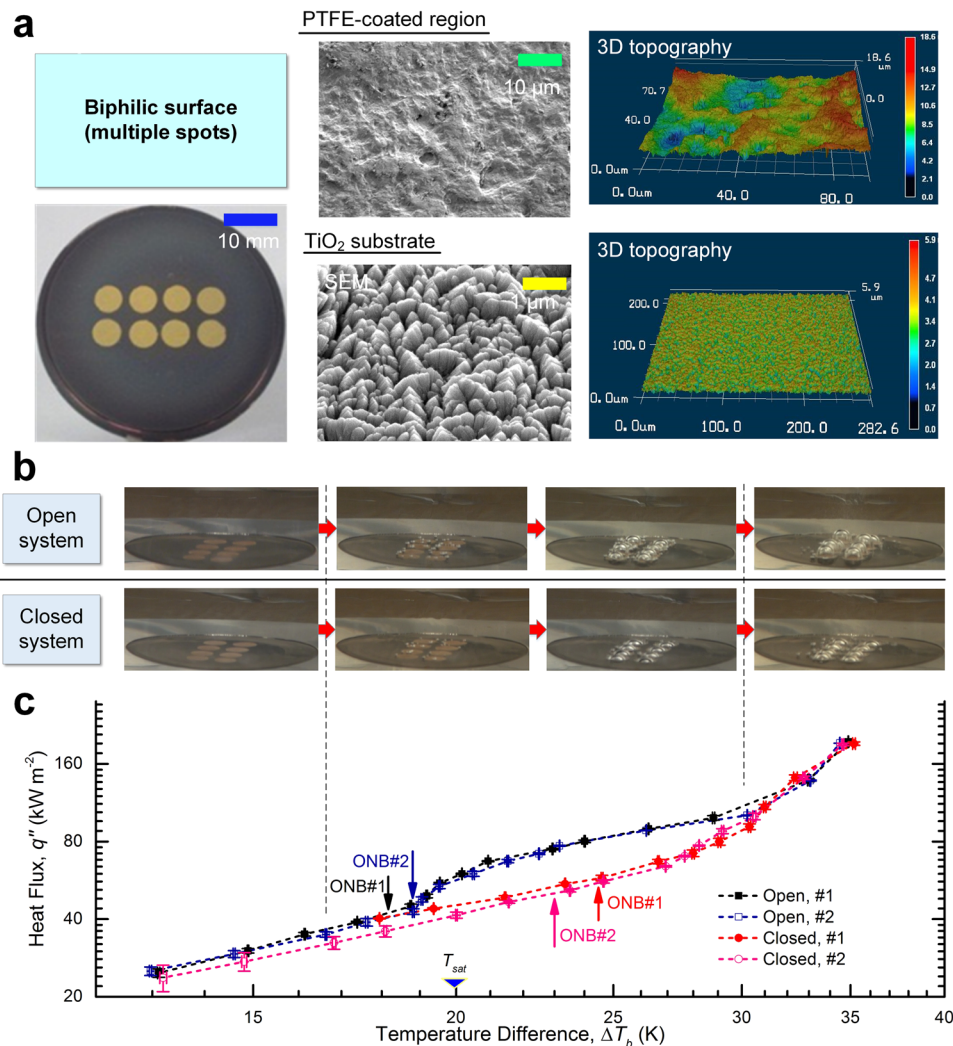 a
PTFE-coated region
Biphilic surface
(multiple spots)
10 mm
10 µm
3D topography
18.6
µm
70.7
0.0
40.0
0.0um
0.0um
40.0
80.0
18.6
14.9
12.7
10.6
8.4
6.4
4.2
2.1
0.0
TiO2 substrate
SEM
1 µm
3D topography
5.9
µm
200.0
100.0
0.0um
0.0um
100.0
200.0
282.6
5.9
4.7
4.1
3.4
2.7
2.0
1.4
0.7
0.0
b
Open
system
Closed
system
c
Heat Flux, q″ (kW m-2)
160
80
40
20
ONB#2
ONB#1
ONB#1
ONB#2
Tsat
Open, #1
Open, #2
Closed, #1
Closed, #2
15
20
25
30
35
40
Temperature Difference, ΔTb (K)